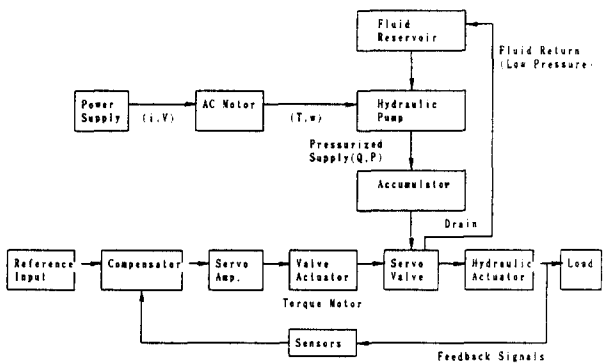 Fluid
Reservoir
Fluid Return
(Low Pressure)
Power
Supply
(i.V)
AC Motor
(T.w)
Hydraulic
Pump
Pressurized
Supply(Q.P)
Accumulator
Drain
Reference
Input
Compensator
Servo
Amp.
Valve
Actuator
Servo
Valve
Hydraulic
Actuator
Load
Torque Motor
Sensors
Feedback Signals